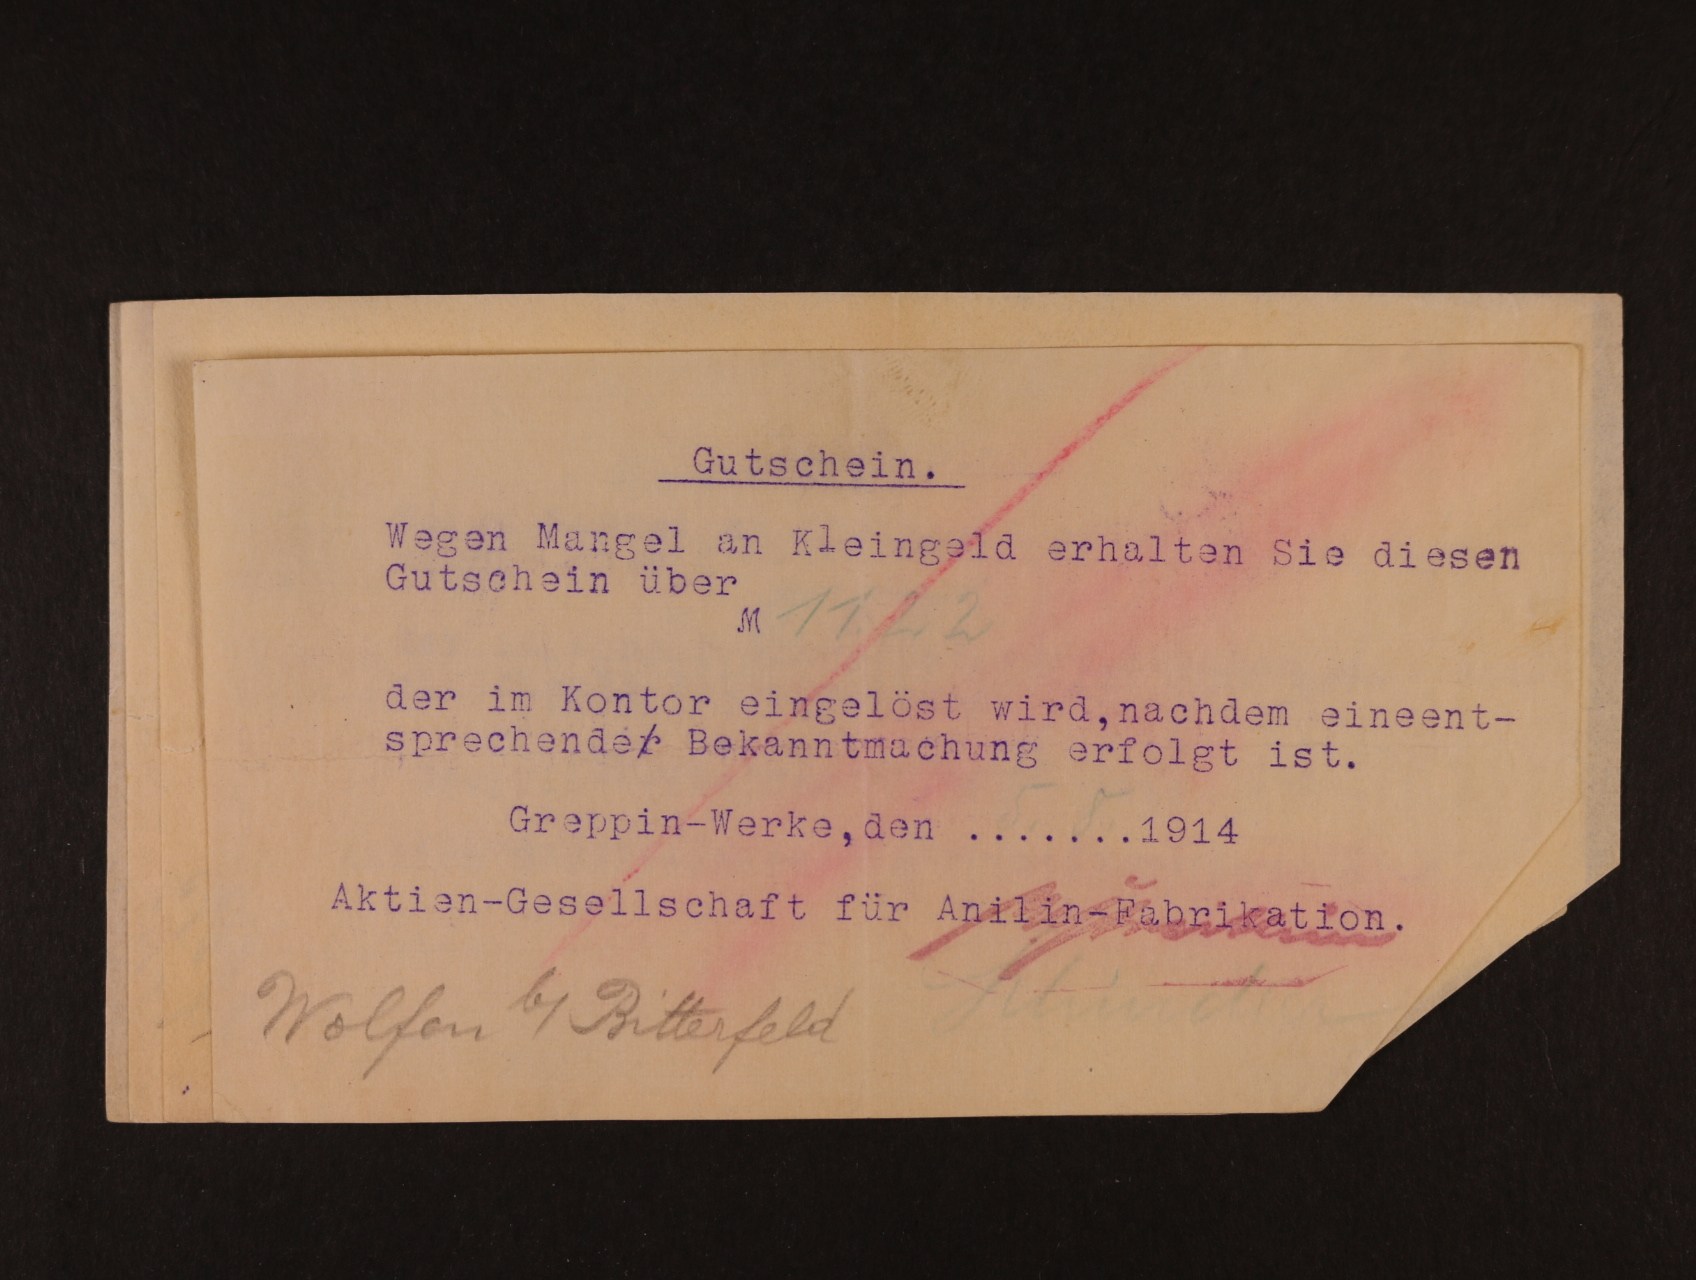 Gutschein.
Wegen Mangel an Kleingeld erhalten Sie diesen
Gutschein über
M 11.22
der im Kontor eingelöst wird,nachdem eineent-
sprechende Bekanntmachung erfolgt ist.
Greppin-Werke,den .......1914
Aktien-Gesellschaft für Anilin-Fabrikation.
Wolfen b/ Bitterfeld